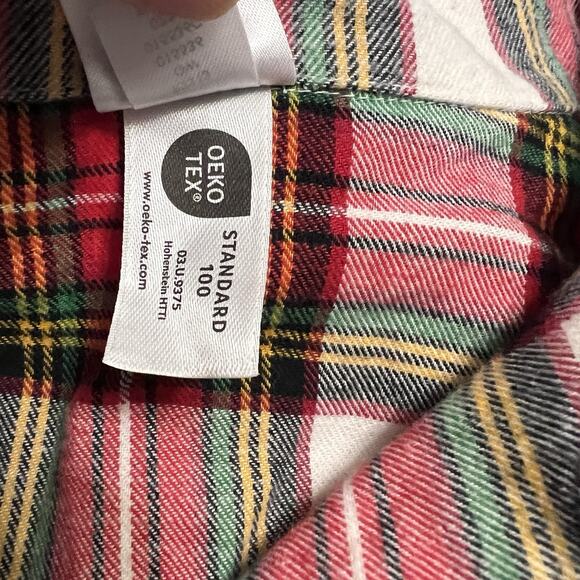 OEKO
TEX®
STANDARD
100
03.U.9375
Hohenstein HTTI
www.oeko-tex.com